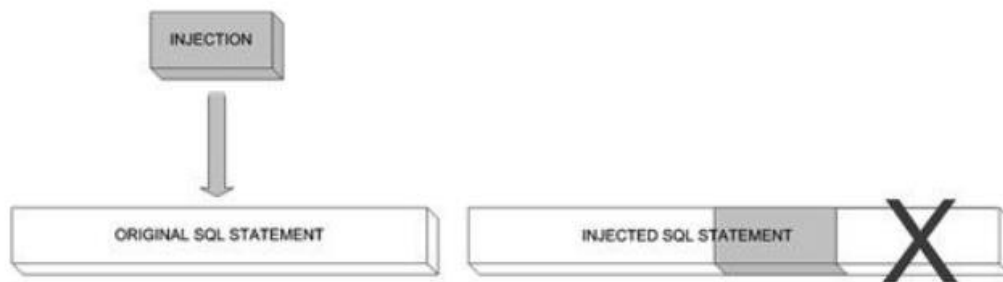 INJECTION
ORIGINAL SQL STATEMENT
INJECTED SQL STATEMENT
X